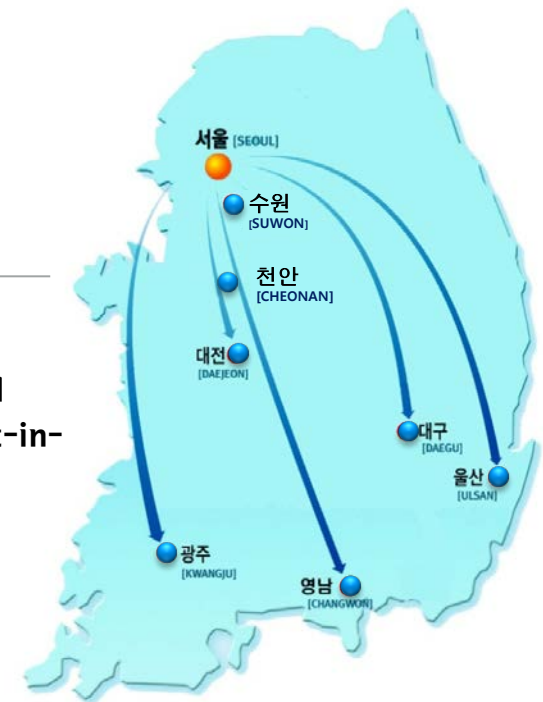 서울 [SEOUL]
수원
[SUWON]
천안
[CHEONAN]
대전
[DAEJEON]
-in-
대구
[DAEGU]
울산
[ULSAN]
광주
[KWANGJU]
영남
[CHANGWON]